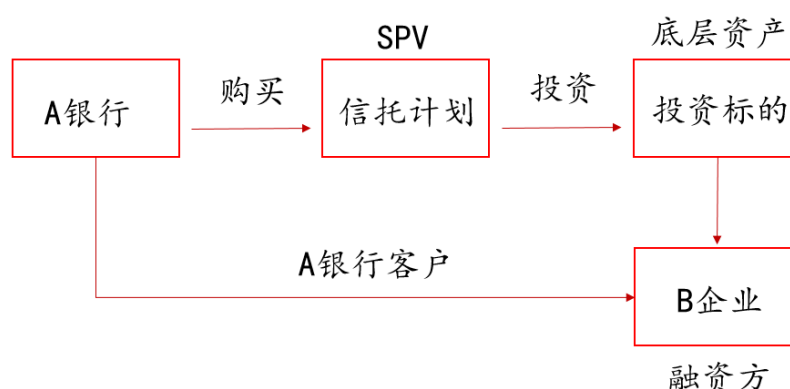 SPV
底层资产
A银行
购买
信托计划
投资
投资标的
A银行客户
B企业
融资方